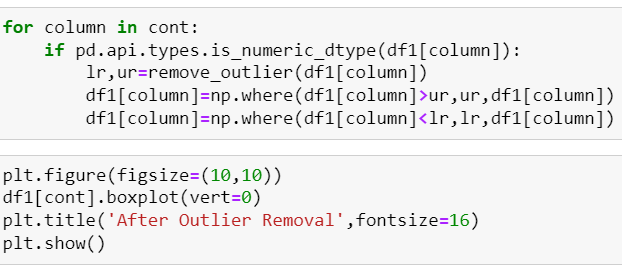 for column in cont:
    if pd.api.types.is_numeric_dtype(df1[column]):
        lr,ur=remove_outlier(df1[column])
        df1[column]=np.where(df1[column]>ur,ur,df1[column])
        df1[column]=np.where(df1[column]<lr,lr,df1[column])
plt.figure(figsize=(10,10))
df1[cont].boxplot(vert=0)
plt.title('After Outlier Removal',fontsize=16)
plt.show()